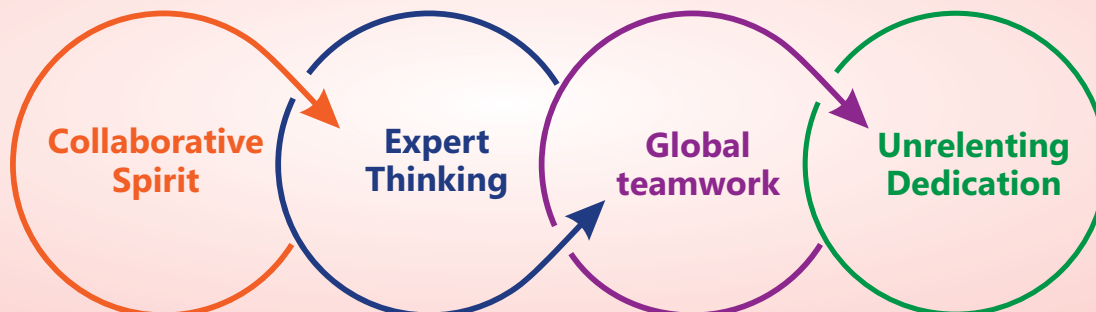 Collaborative
Spirit
Expert
Thinking
Global
teamwork
Unrelenting
Dedication